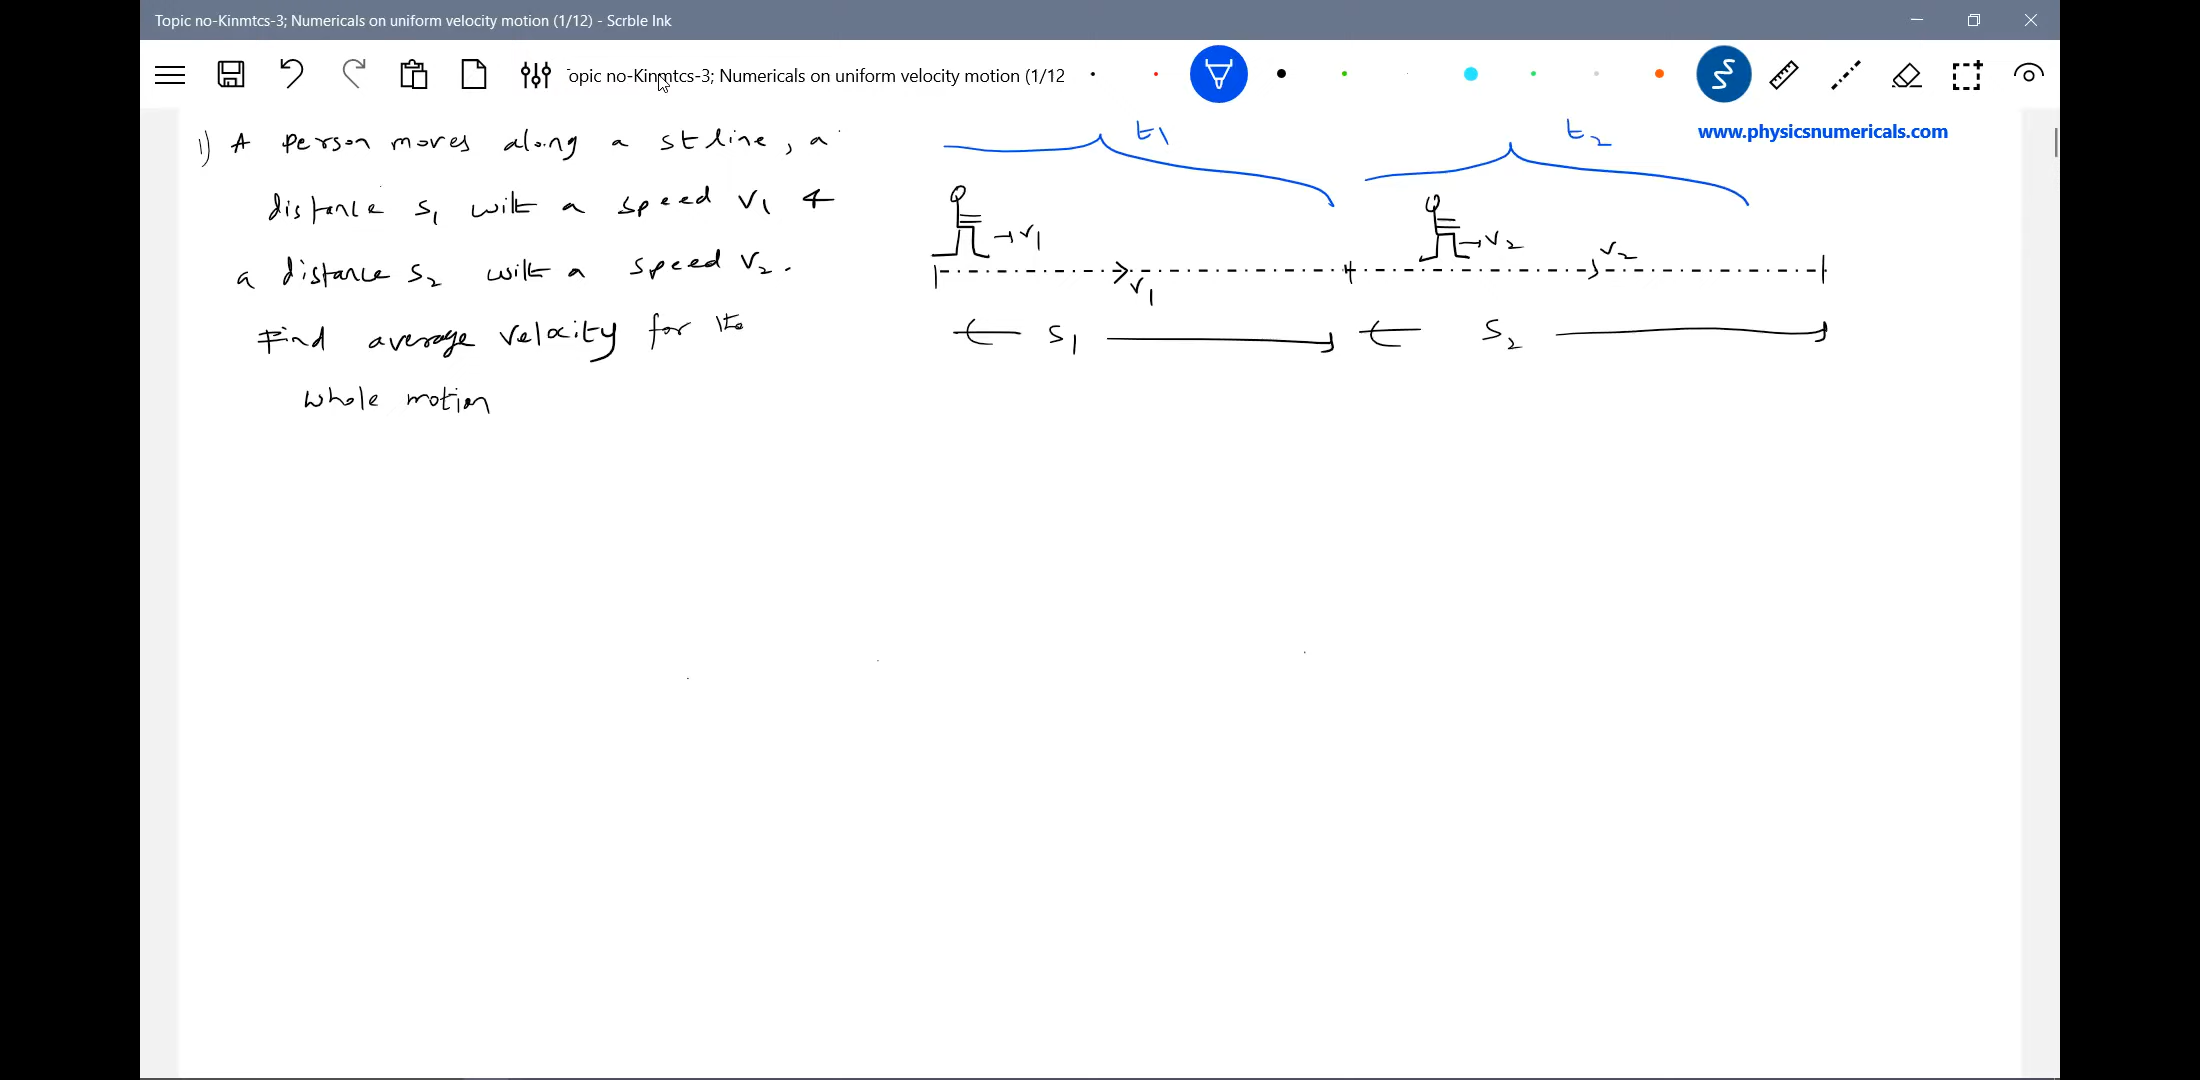 Topic no-Kinmtcs-3; Numericals on uniform velocity motion (1/12) - Scrble Ink
opic no-Kinmtcs-3; Numericals on uniform velocity motion (1/12
www.physicsnumericals.com
1) A person moves along a st line, a
distance s₁ with a speed v₁ &
a distance s₂ with a speed v₂.
Find average velocity for the
whole motion
t₁ t₂
→v₁ →v₂ v₂
v₁
s₁ s₂